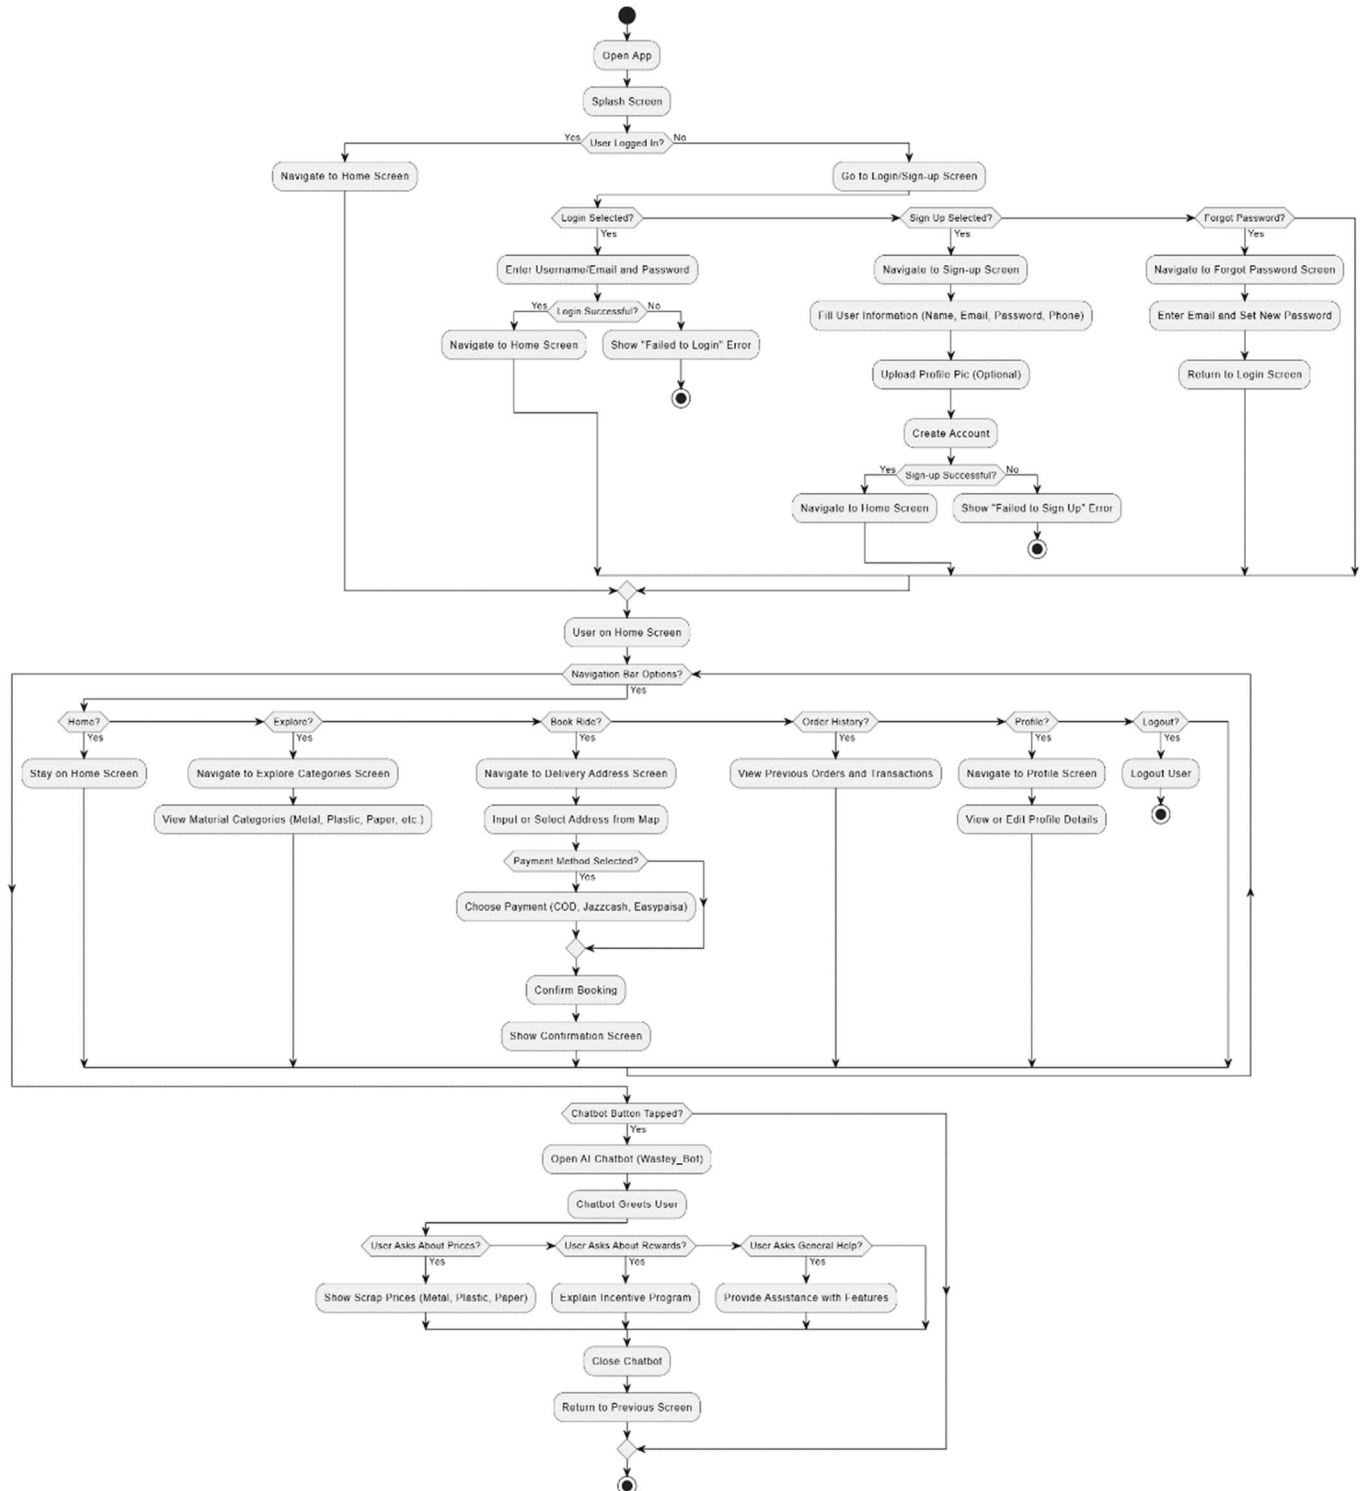 Open App
Splash Screen
Yes
User Logged In?
No
Navigate to Home Screen
Go to Login/Sign-up Screen
Login Selected?
Sign Up Selected?
Forgot Password?
Yes
Yes
Yes
Enter Username/Email and Password
Navigate to Sign-up Screen
Navigate to Forgot Password Screen
Yes
Login Successful?
No
Fill User Information (Name, Email, Password, Phone)
Enter Email and Set New Password
Navigate to Home Screen
Show "Failed to Login" Error
Upload Profile Pic (Optional)
Return to Login Screen
Create Account
Yes
Sign-up Successful?
No
Navigate to Home Screen
Show "Failed to Sign Up" Error
User on Home Screen
Navigation Bar Options?
Yes
Home?
Explore?
Book Ride?
Order History?
Profile?
Logout?
Yes
Yes
Yes
Yes
Yes
Yes
Stay on Home Screen
Navigate to Explore Categories Screen
Navigate to Delivery Address Screen
View Previous Orders and Transactions
Navigate to Profile Screen
Logout User
View Material Categories (Metal, Plastic, Paper, etc.)
Input or Select Address from Map
View or Edit Profile Details
Payment Method Selected?
Yes
Choose Payment (COD, Jazzcash, Easypaisa)
Confirm Booking
Show Confirmation Screen
Chatbot Button Tapped?
Yes
Open AI Chatbot (Wastey_Bot)
Chatbot Greets User
User Asks About Prices?
User Asks About Rewards?
User Asks General Help?
Yes
Yes
Yes
Show Scrap Prices (Metal, Plastic, Paper)
Explain Incentive Program
Provide Assistance with Features
Close Chatbot
Return to Previous Screen